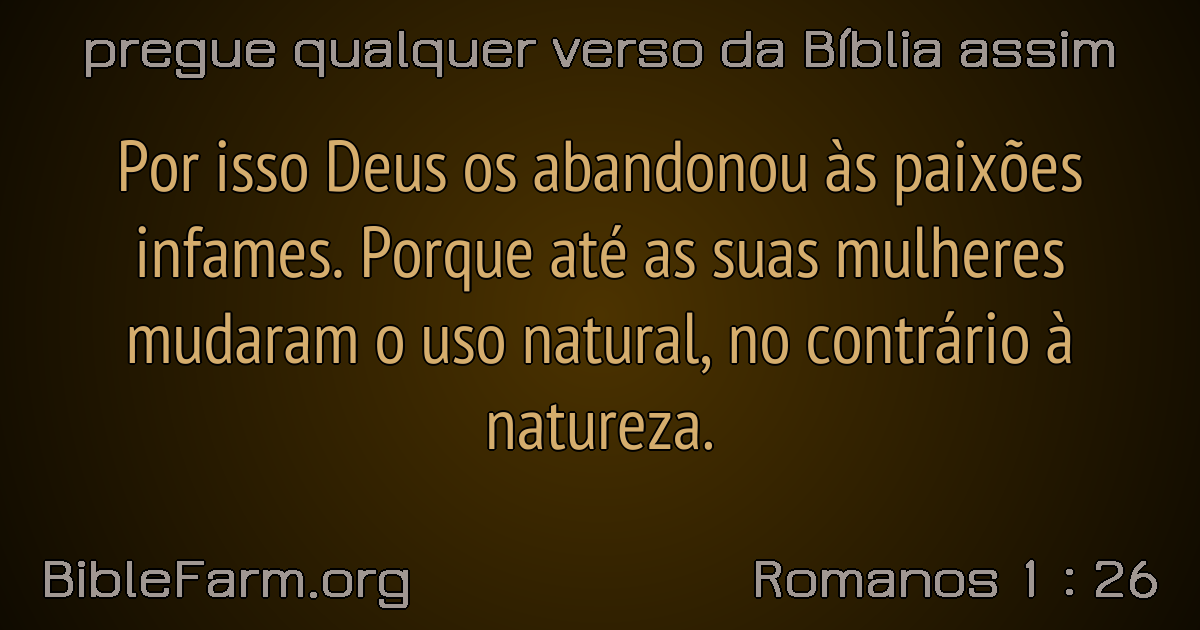 pregue qualquer verso da Bíblia assim
Por isso Deus os abandonou às paixões
infames. Porque até as suas mulheres
mudaram o uso natural, no contrário à
natureza.
BibleFarm.org
Romanos 1 : 26